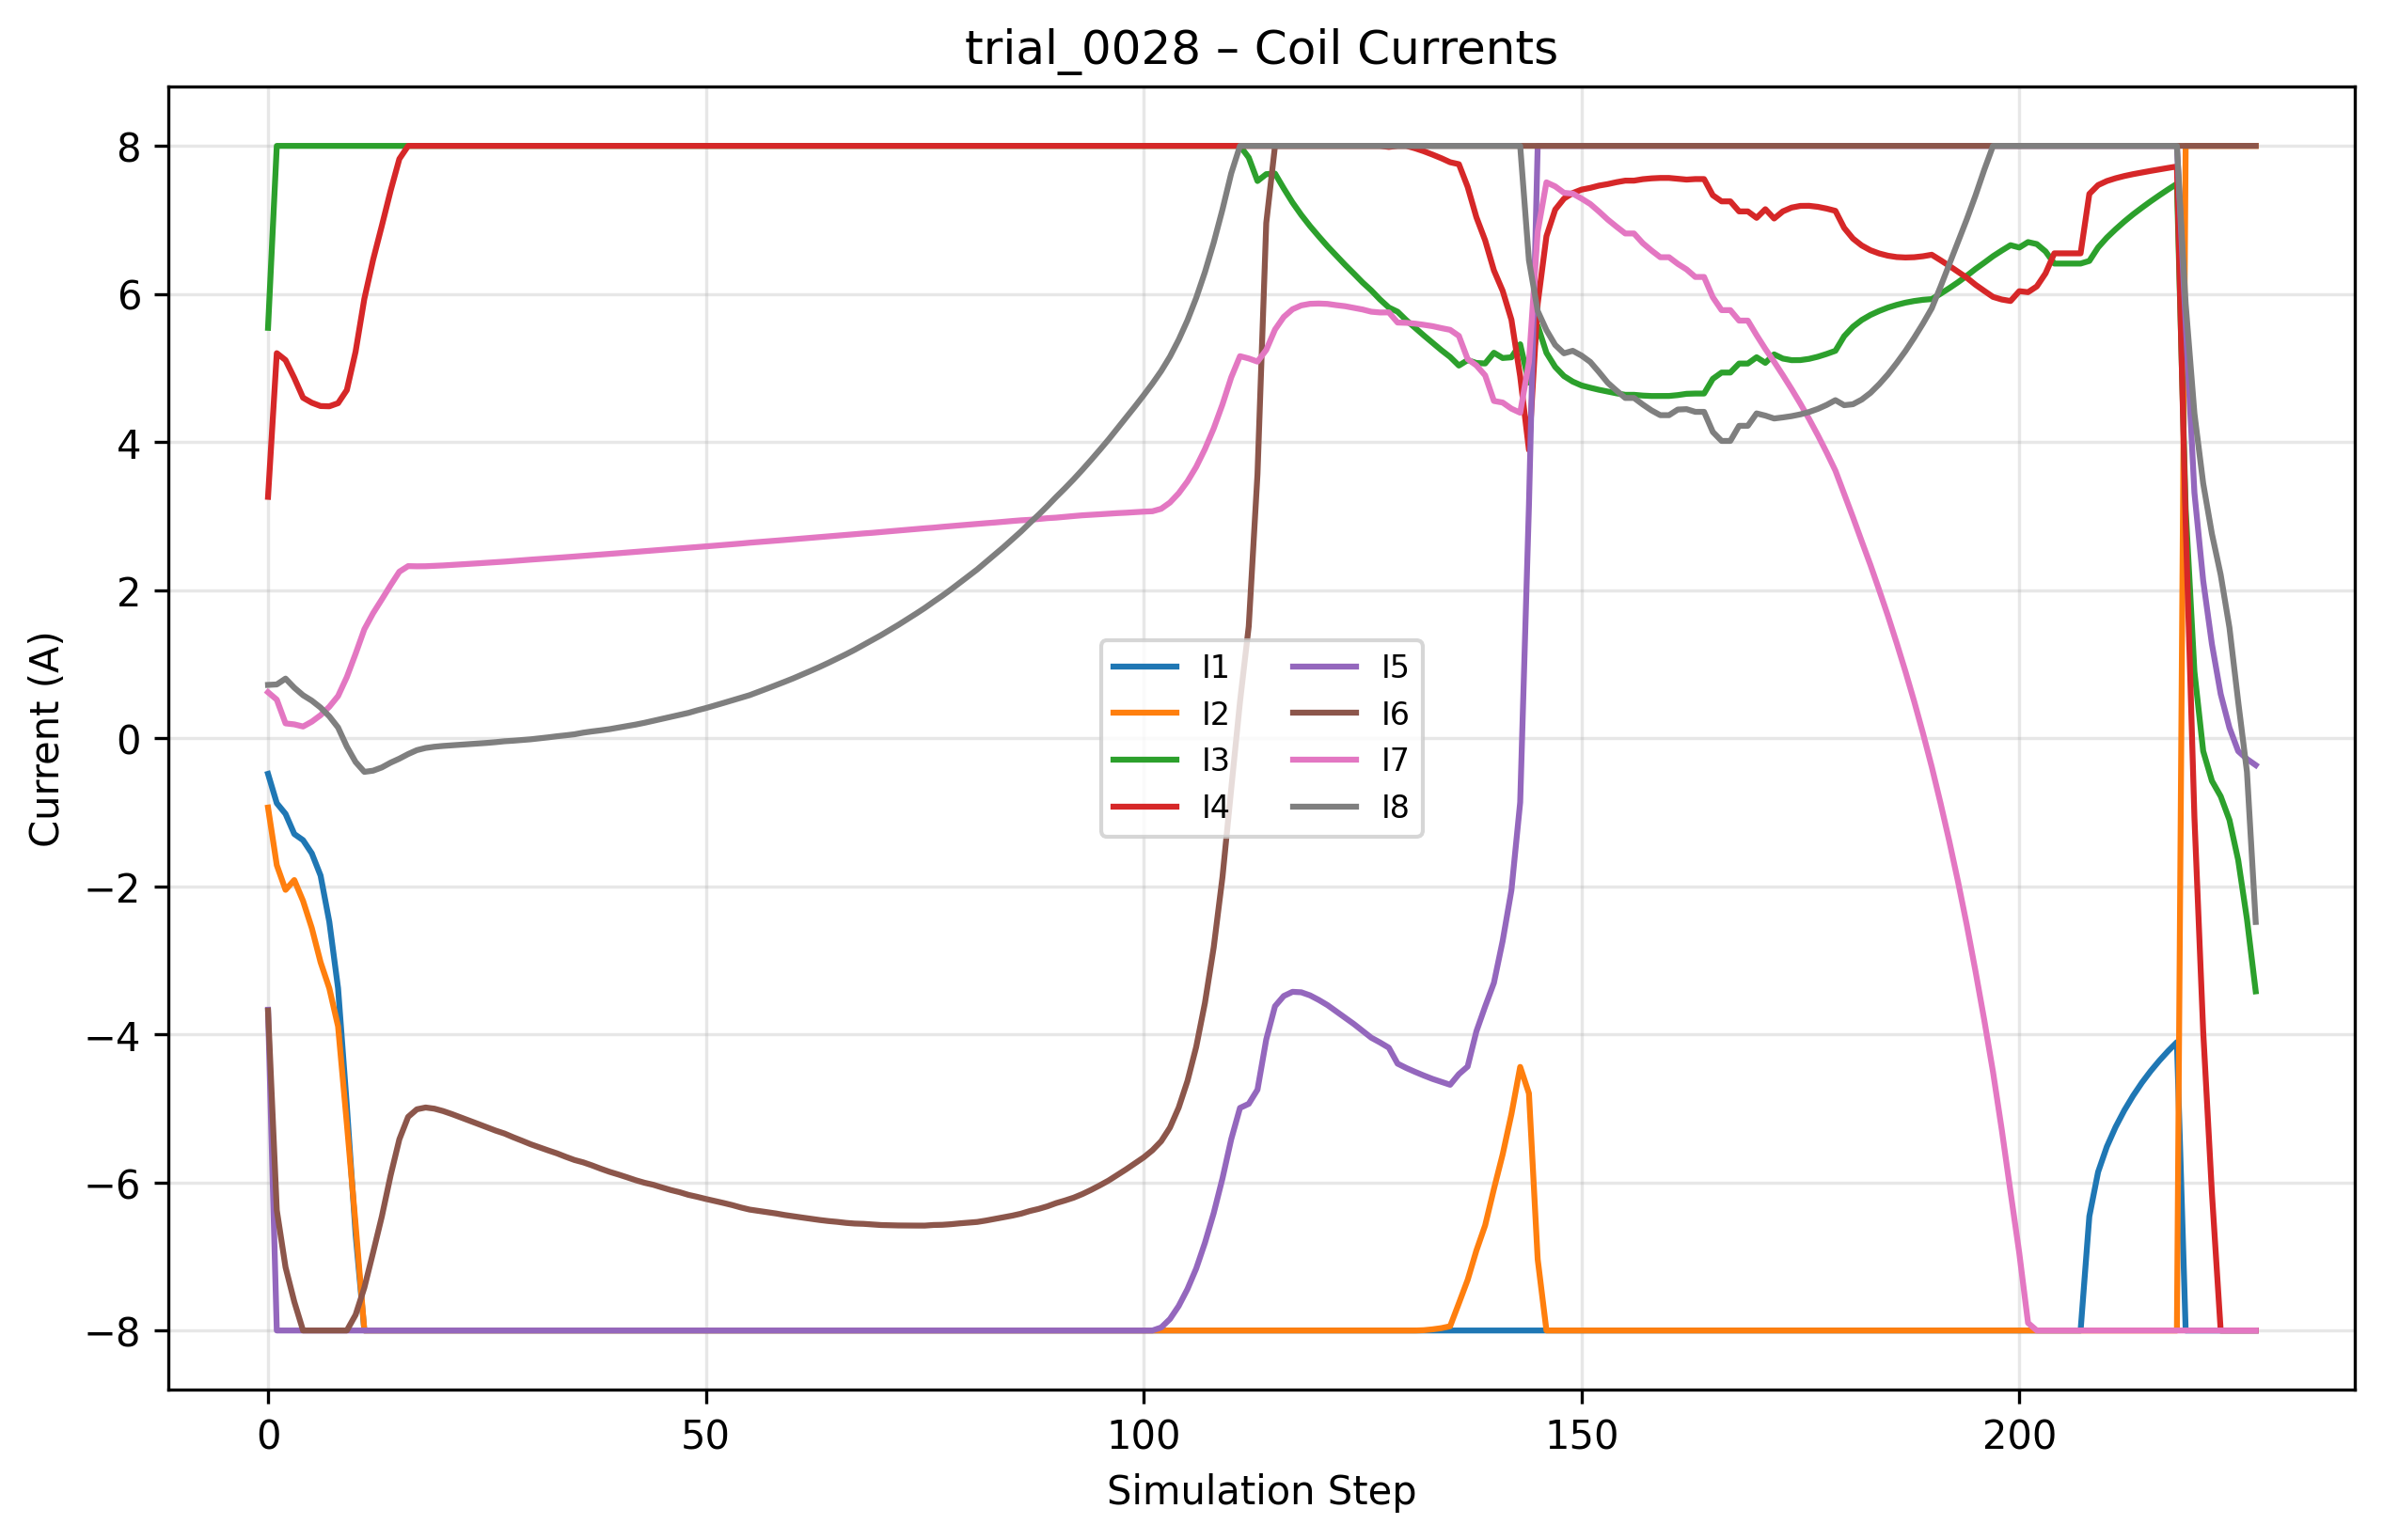 trial_0028 – Coil Currents
Current (A)
8
6
4
2
0
−2
−4
−6
−8
I1
I2
I3
I4
I5
I6
I7
I8
0
50
100
150
200
Simulation Step